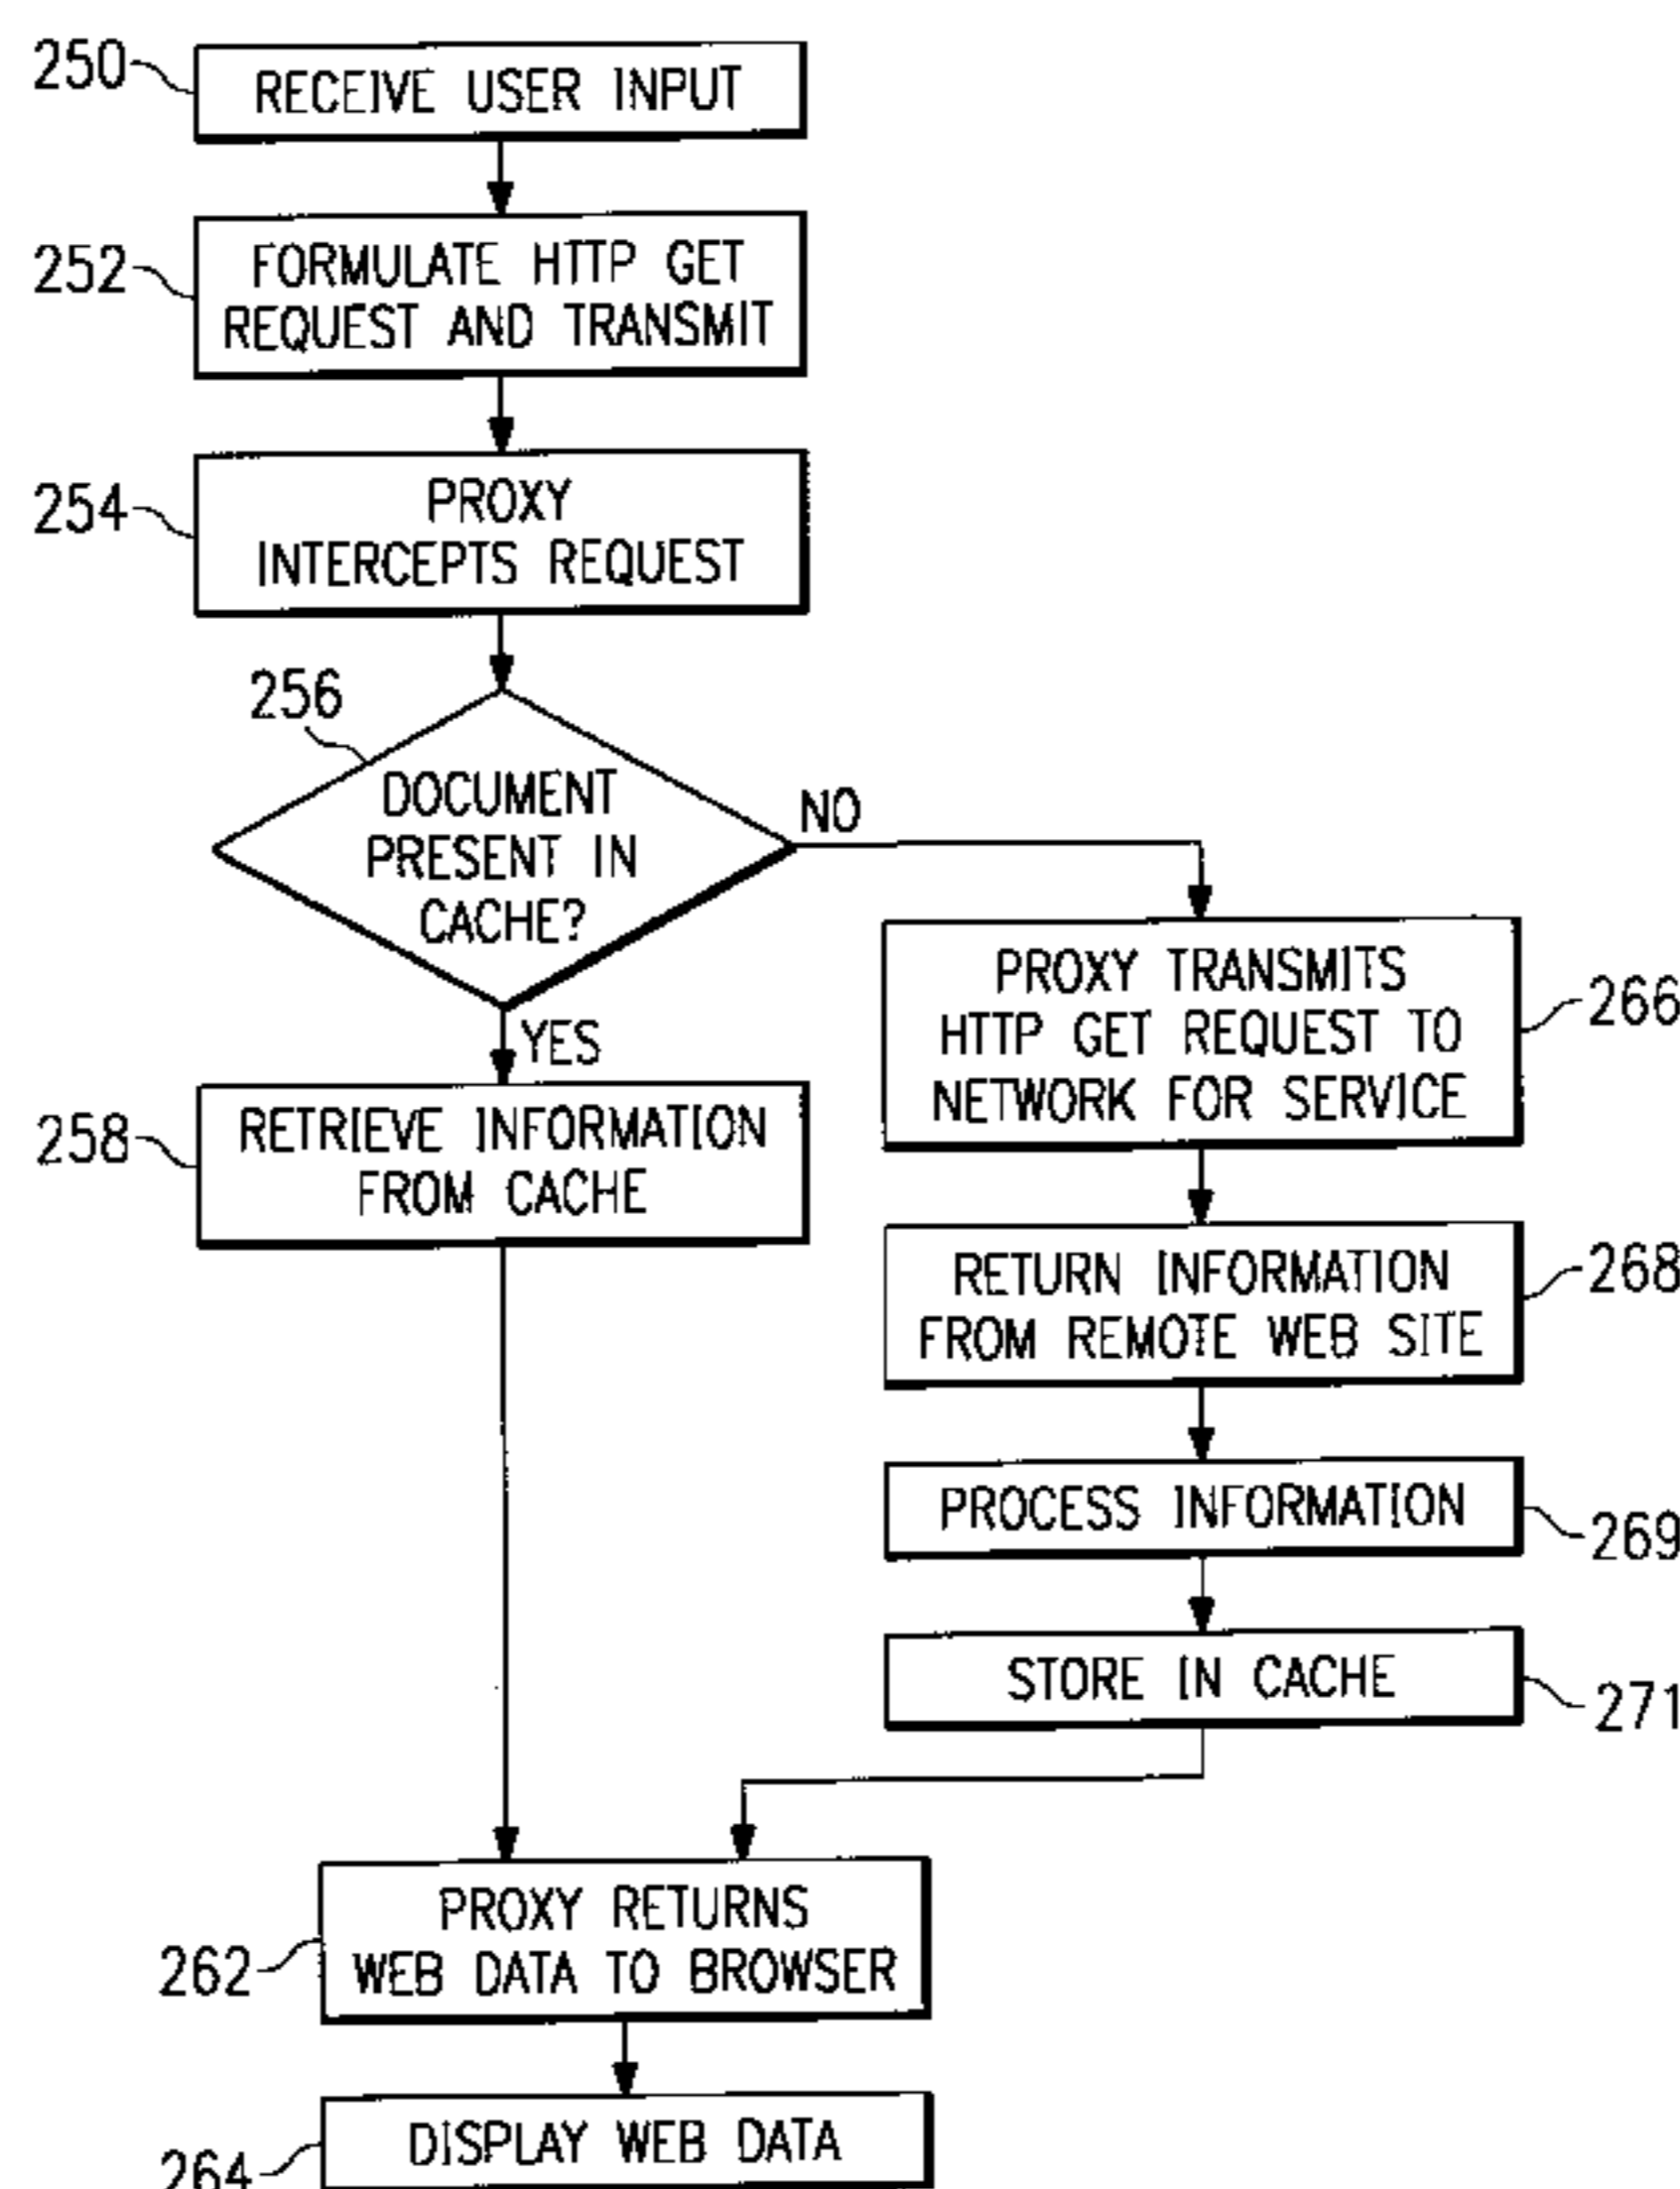 250
RECEIVE USER INPUT
252
FORMULATE HTTP GET
REQUEST AND TRANSMIT
254
PROXY
INTERCEPTS REQUEST
256
DOCUMENT
PRESENT IN
CACHE?
NO
YES
PROXY TRANSMITS
HTTP GET REQUEST TO
NETWORK FOR SERVICE
266
258
RETRIEVE INFORMATION
FROM CACHE
RETURN INFORMATION
FROM REMOTE WEB SITE
268
PROCESS INFORMATION
269
STORE IN CACHE
271
262
PROXY RETURNS
WEB DATA TO BROWSER
264
DISPLAY WEB DATA